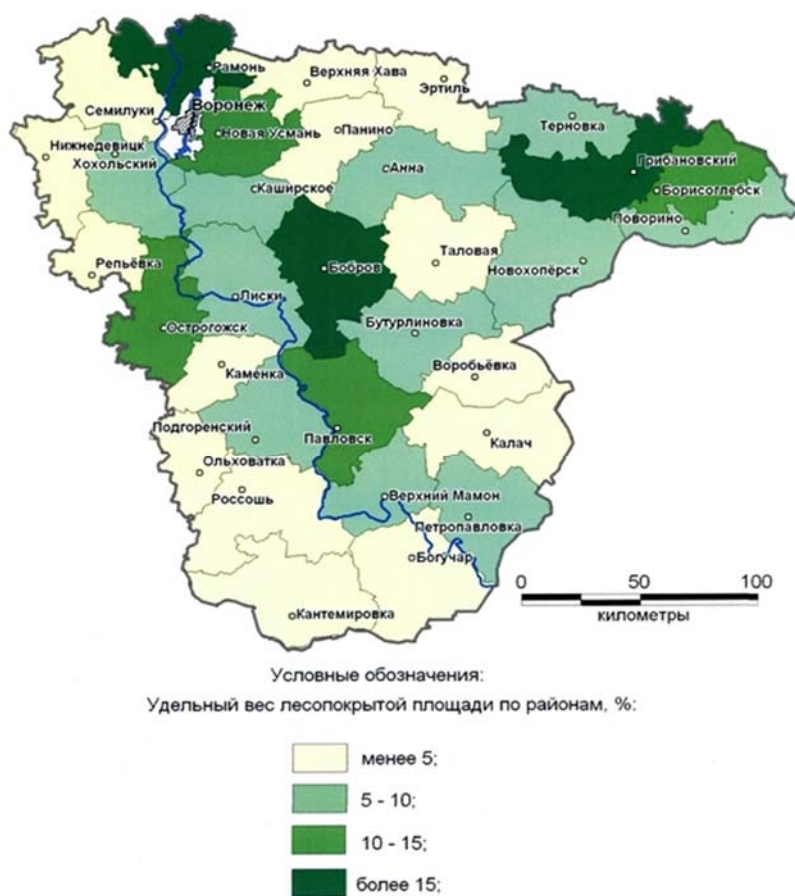 Рамонь
Верхняя Хава
Эртиль
Семилуки
Воронеж
Новая Усмань
Панино
Терновка
Нижнедевицк
Хохольский
Анна
Грибановский
Каширское
Борисоглебск
Поворино
Репьёвка
Бобров
Таловая
Новохопёрск
Лиски
Острогожск
Бутурлиновка
Каменка
Воробьёвка
Подгоренский
Павловск
Калач
Ольховатка
Россошь
Верхний Мамон
Петропавловка
Богучар
Кантемировка
0 50 100
километры
Условные обозначения:
Удельный вес лесопокрытой площади по районам, %:
менее 5;
5 - 10;
10 - 15;
более 15;